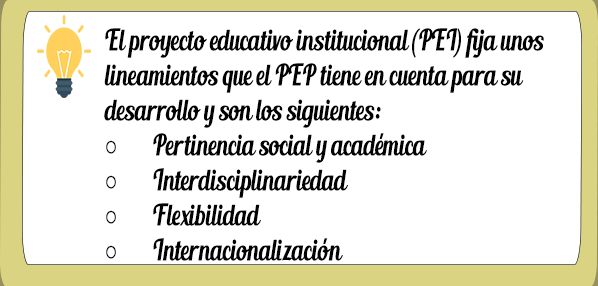 El proyecto educativo institucional (PEI) fija unos
lineamientos que el PEP tiene en cuenta para su
desarrollo y son los siguientes:
○ Pertinencia social y académica
○ Interdisciplinariedad
○ Flexibilidad
○ Internacionalización